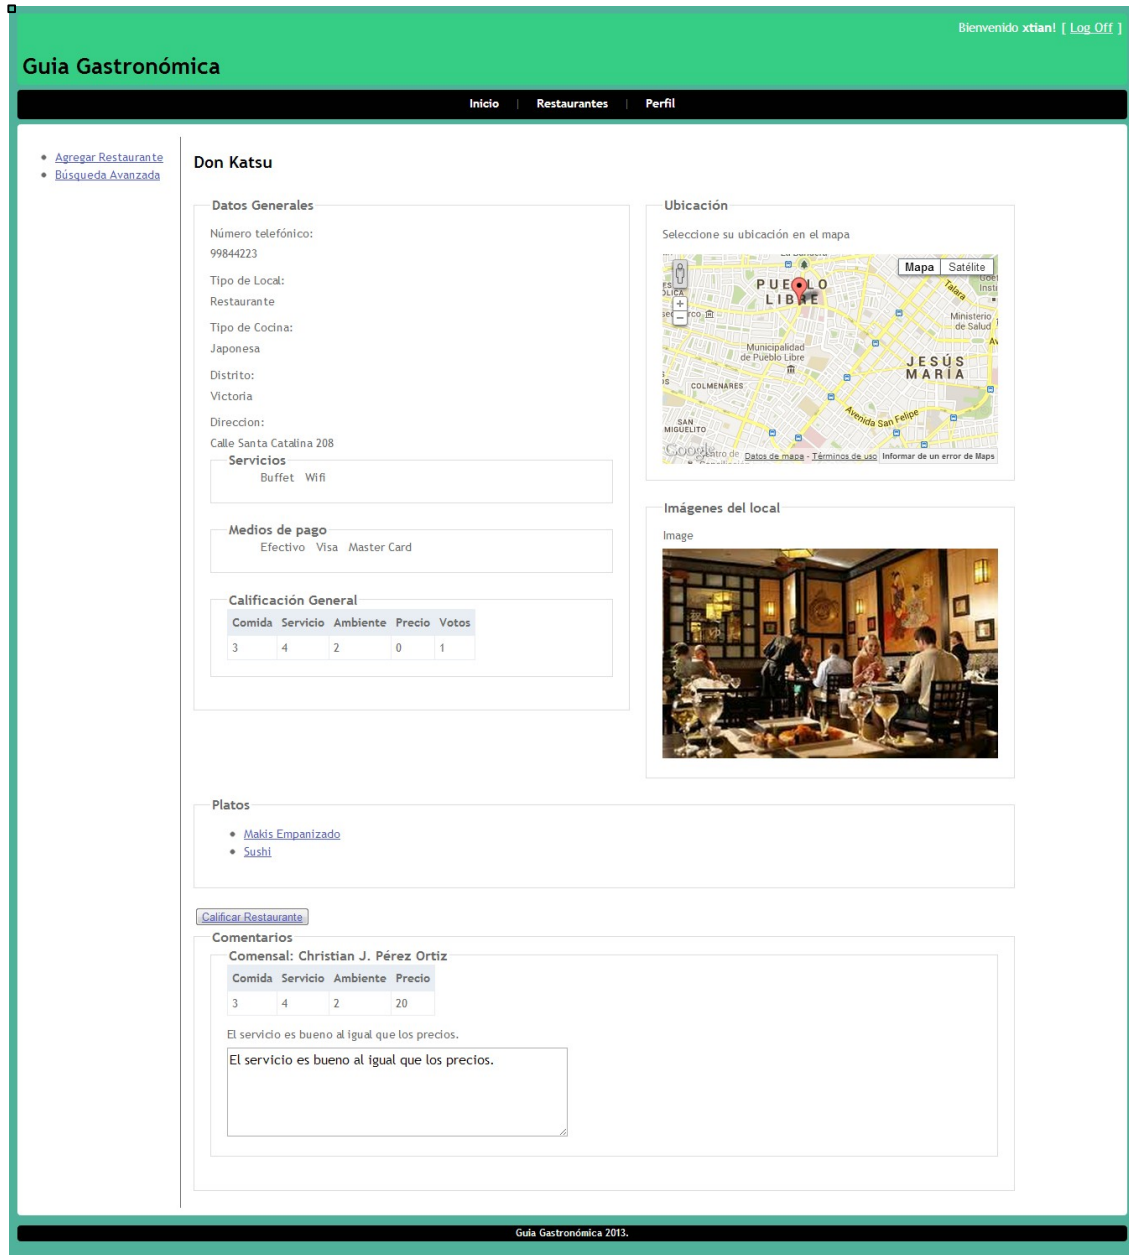 Bienvenido xtian! [ Log Off ]
Guia Gastronómica
Inicio | Restaurantes | Perfil
Agregar Restaurante
Búsqueda Avanzada
Don Katsu
Datos Generales
Número telefónico:
99844223
Tipo de Local:
Restaurante
Tipo de Cocina:
Japonesa
Distrito:
Victoria
Direccion:
Calle Santa Catalina 208
Servicios
Buffet Wifi
Medios de pago
Efectivo Visa Master Card
Calificación General
Comida Servicio Ambiente Precio Votos
3 4 2 0 1
Ubicación
Seleccione su ubicación en el mapa
Mapa Satélite
PUEBLO
LIBRE
Talara
Ministerio
de Salud
Municipalidad
de Pueblo Libre
JESÚS
MARÍA
COLMENARES
Avenida San Felipe
SAN
MIGUELITO
Google
Datos de mapa - Términos de uso Informar de un error de Maps
Imágenes del local
Image
Platos
Makis Empanizado
Sushi
Calificar Restaurante
Comentarios
Comensal: Christian J. Pérez Ortiz
Comida Servicio Ambiente Precio
3 4 2 20
El servicio es bueno al igual que los precios.
El servicio es bueno al igual que los precios.
Guia Gastronómica 2013.